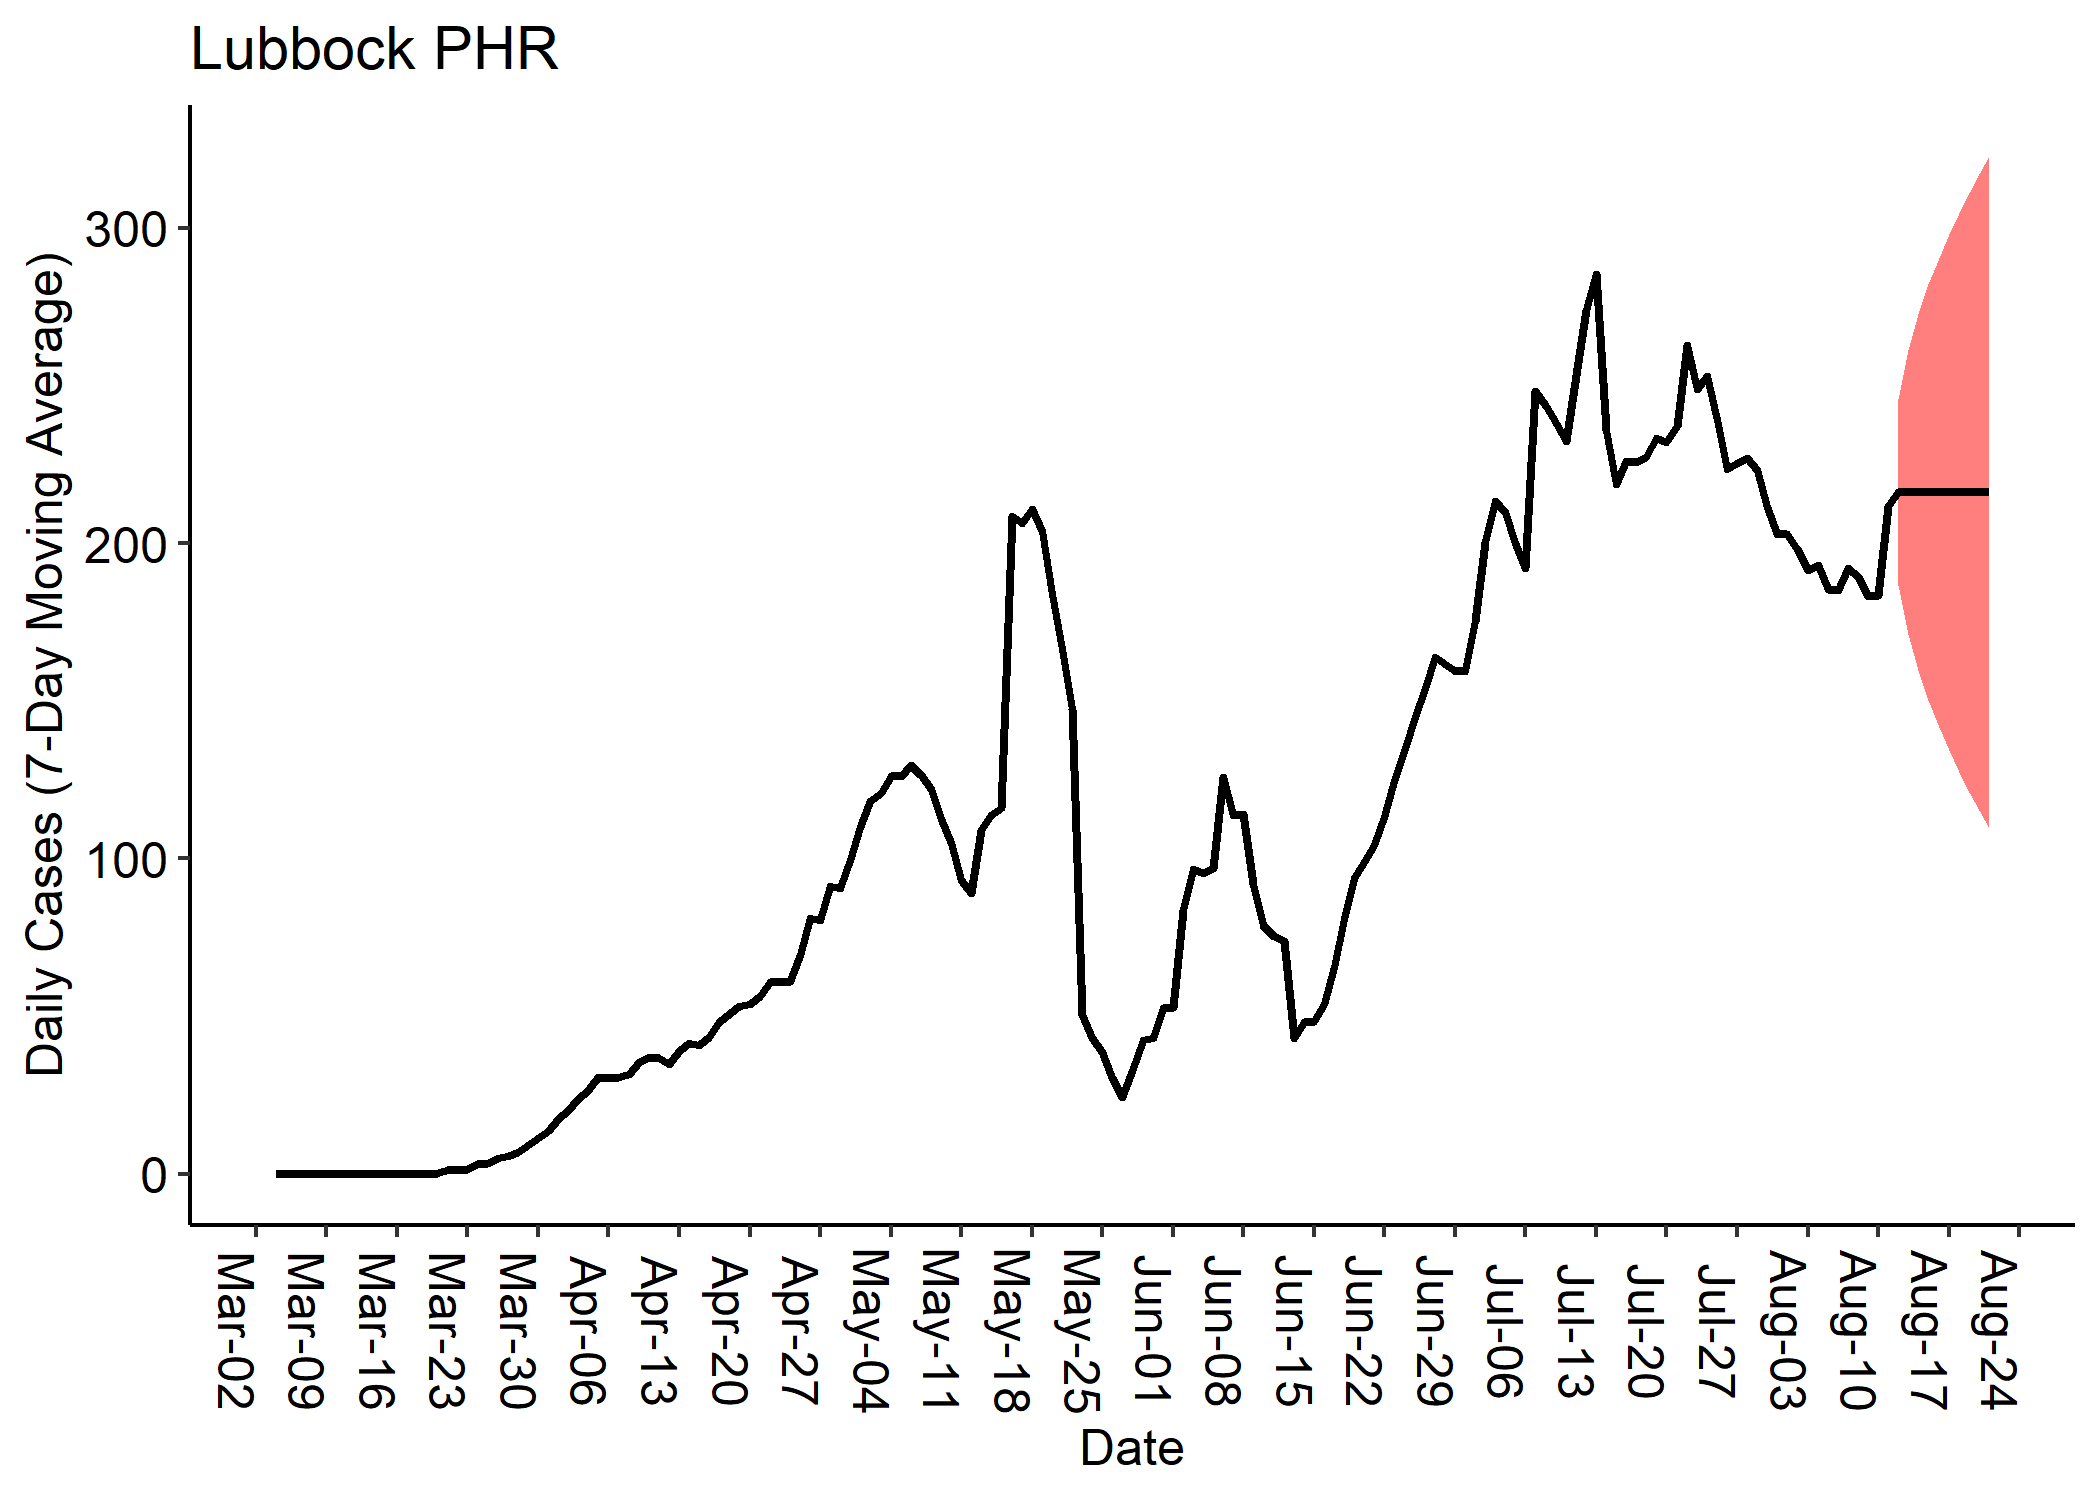 Lubbock PHR
Daily Cases (7-Day Moving Average)
300
200
100
0
Mar-02
Mar-09
Mar-16
Mar-23
Mar-30
Apr-06
Apr-13
Apr-20
Apr-27
May-04
May-11
May-18
May-25
Jun-01
Jun-08
Jun-15
Jun-22
Jun-29
Jul-06
Jul-13
Jul-20
Jul-27
Aug-03
Aug-10
Aug-17
Aug-24
Date